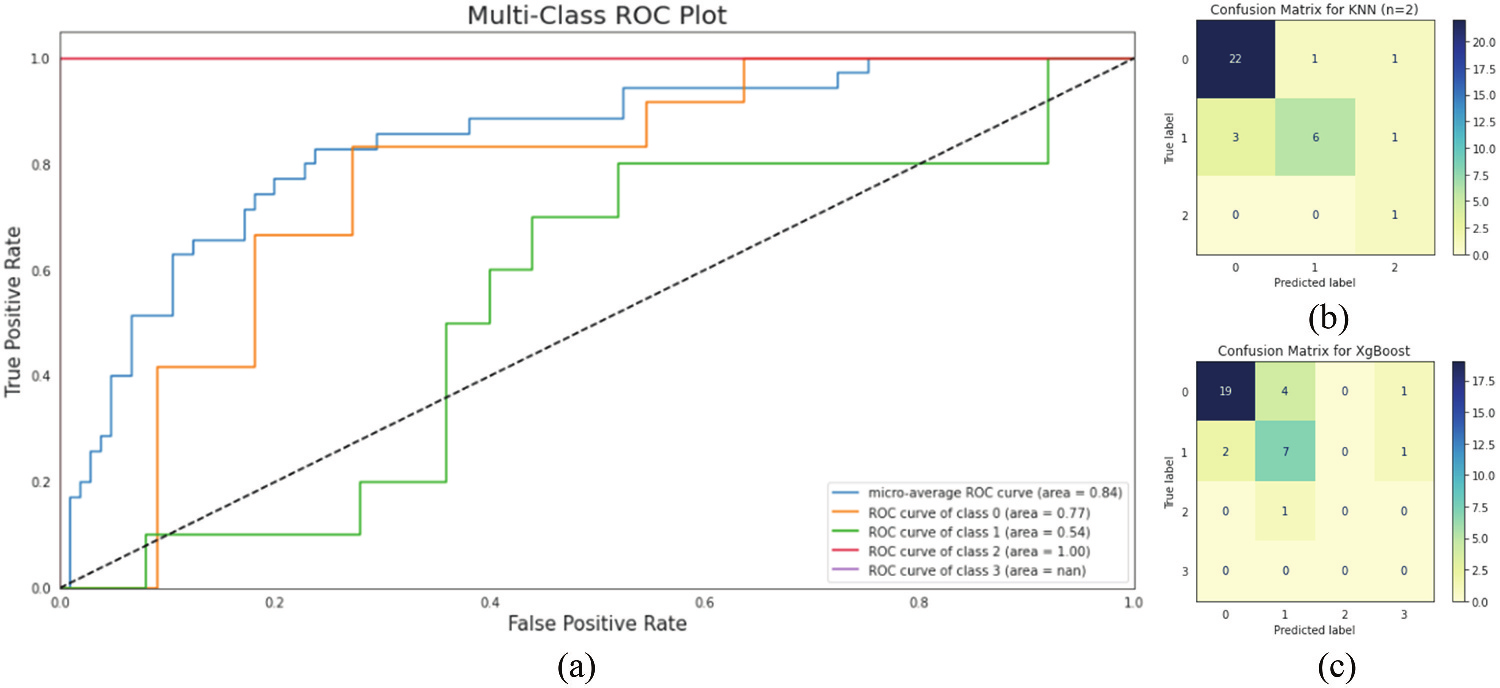 Multi-Class ROC Plot
True Positive Rate
1.0
0.8
0.6
0.4
0.2
0.0
0.0 0.2 0.4 0.6 0.8 1.0
False Positive Rate
micro-average ROC curve (area = 0.84)
ROC curve of class 0 (area = 0.77)
ROC curve of class 1 (area = 0.54)
ROC curve of class 2 (area = 1.00)
ROC curve of class 3 (area = nan)
(a)
Confusion Matrix for KNN (n=2)
True label
0 22 1 1
1 3 6 1
2 0 0 1
0 1 2
Predicted label
20.0
17.5
15.0
12.5
10.0
7.5
5.0
2.5
0.0
(b)
Confusion Matrix for XgBoost
True label
0 19 4 0 1
1 2 7 0 1
2 0 1 0 0
3 0 0 0 0
0 1 2 3
Predicted label
17.5
15.0
12.5
10.0
7.5
5.0
2.5
0.0
(c)